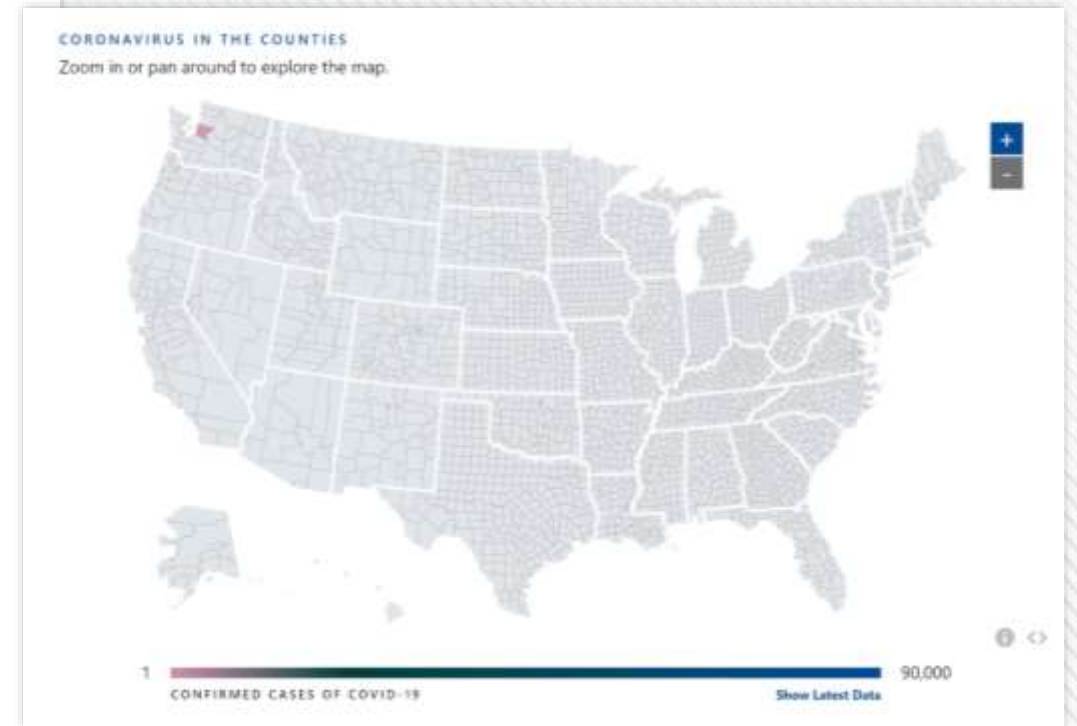 CORONAVIRUS IN THE COUNTIES
Zoom in or pan around to explore the map.
+
-
i <>
1 90,000
CONFIRMED CASES OF COVID-19 Show Latest Data